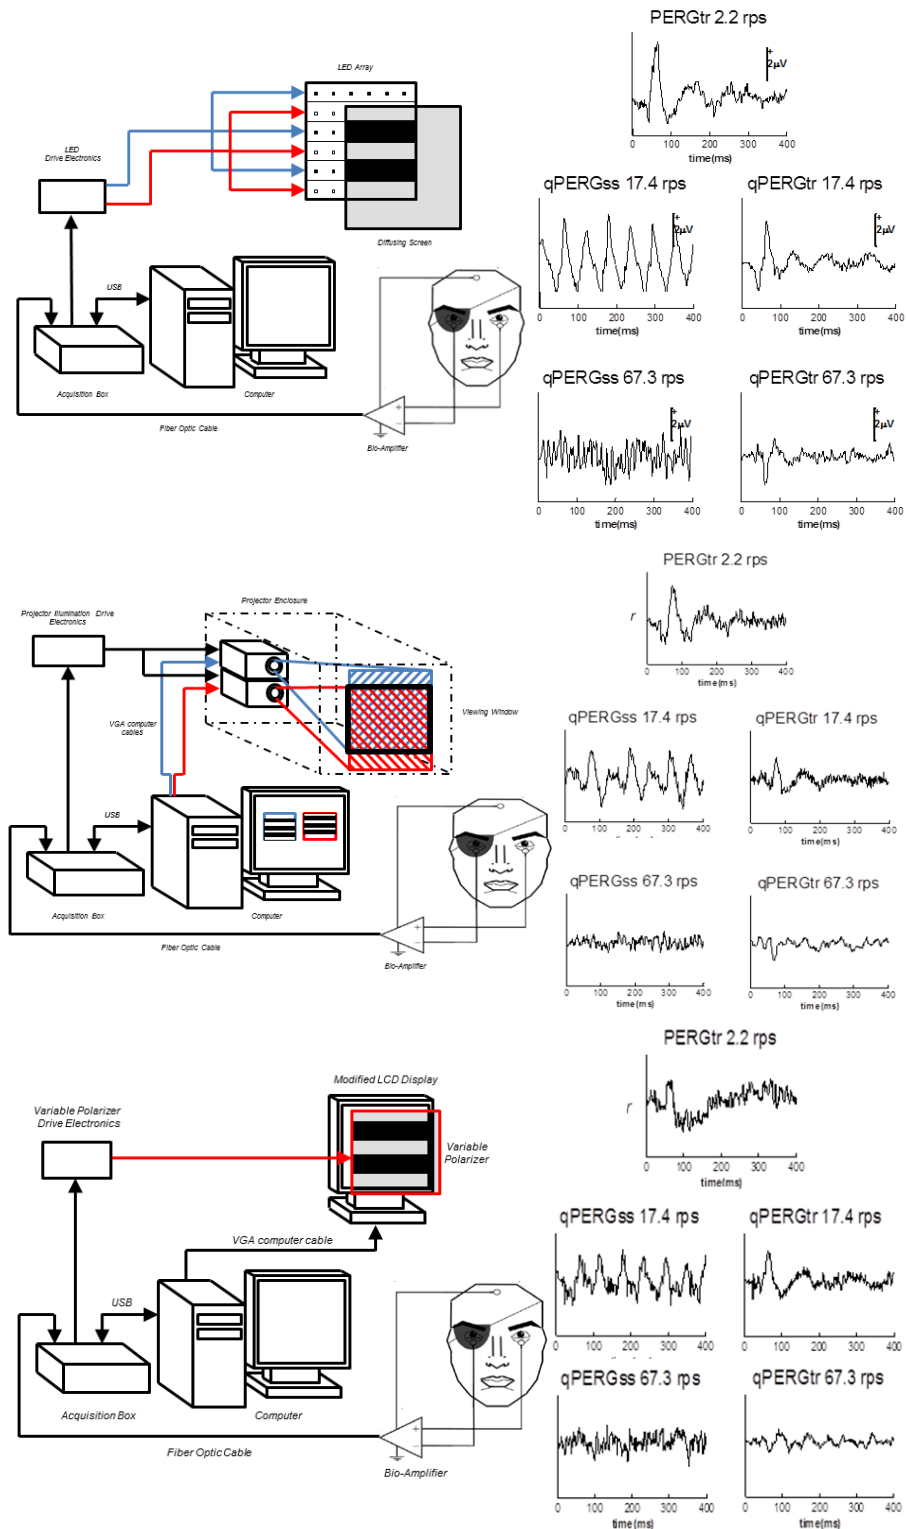 PERGtr 2.2 rps
+
2µV
0 100 200 300 400
time(ms)
LED Array
LED
Drive Electronics
Diffusing Screen
USB
Acquisition Box
Computer
Fiber Optic Cable
+
−
Bio-Amplifier
qPERGss 17.4 rps
+
2µV
0 100 200 300 400
time(ms)
qPERGtr 17.4 rps
+
2µV
0 100 200 300 400
time(ms)
qPERGss 67.3 rps
+
2µV
0 100 200 300 400
time(ms)
qPERGtr 67.3 rps
+
2µV
0 100 200 300 400
time(ms)
Projector Illumination Drive
Electronics
Projector Enclosure
VGA computer
cables
Viewing Window
USB
Acquisition Box
Computer
Fiber Optic Cable
+
−
Bio-Amplifier
PERGtr 2.2 rps
r
0 100 200 300 400
time(ms)
qPERGss 17.4 rps
0 100 200 300 400
qPERGtr 17.4 rps
0 100 200 300 400
qPERGss 67.3 rps
0 100 200 300 400
time(ms)
qPERGtr 67.3 rps
0 100 200 300 400
time(ms)
Modified LCD Display
Variable Polarizer
Drive Electronics
Variable
Polarizer
VGA computer cable
USB
Acquisition Box
Computer
Fiber Optic Cable
+
−
Bio-Amplifier
PERGtr 2.2 rps
r
0 100 200 300 400
time(ms)
qPERGss 17.4 rps
0 100 200 300 400
qPERGtr 17.4 rps
0 100 200 300 400
qPERGss 67.3 rps
0 100 200 300 400
time(ms)
qPERGtr 67.3 rps
0 100 200 300 400
time(ms)